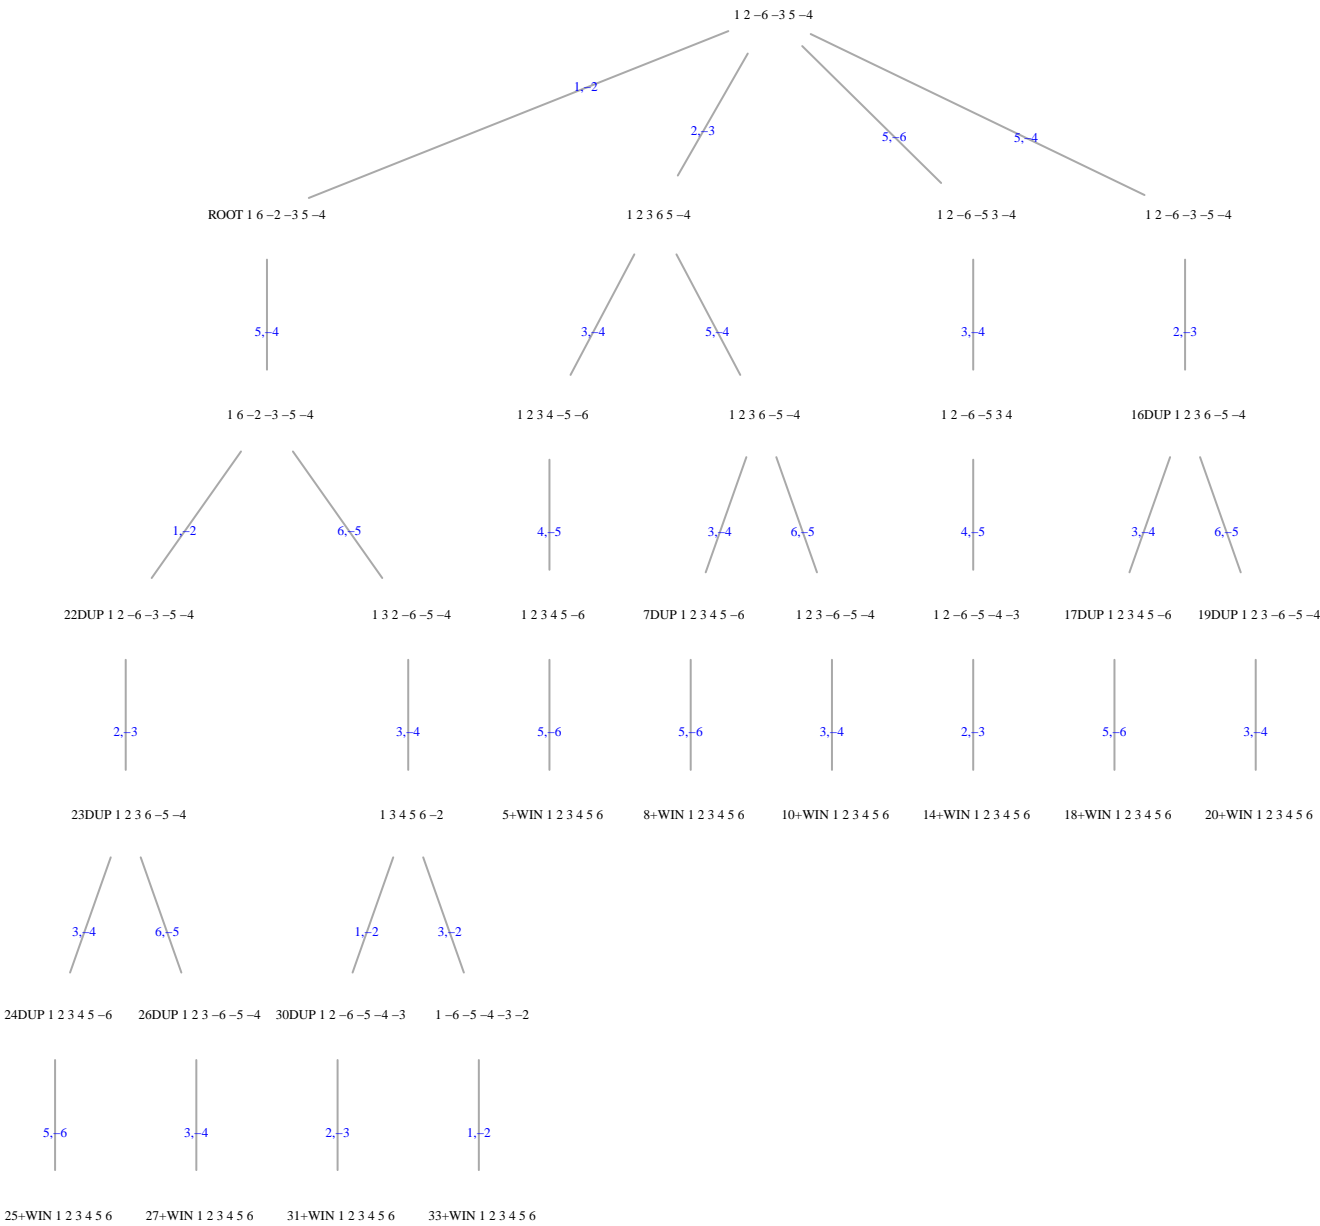 1 2 −6 −3 5 −4
1,−2
2,−3
5,−6
5,−4
ROOT 1 6 −2 −3 5 −4
1 2 3 6 5 −4
1 2 −6 −5 3 −4
1 2 −6 −3 −5 −4
5,−4
3,−4
5,−4
3,−4
2,−3
1 6 −2 −3 −5 −4
1 2 3 4 −5 −6
1 2 3 6 −5 −4
1 2 −6 −5 3 4
16DUP 1 2 3 6 −5 −4
1,−2
6,−5
4,−5
3,−4
6,−5
4,−5
3,−4
6,−5
22DUP 1 2 −6 −3 −5 −4
1 3 2 −6 −5 −4
1 2 3 4 5 −6
7DUP 1 2 3 4 5 −6
1 2 3 −6 −5 −4
1 2 −6 −5 −4 −3
17DUP 1 2 3 4 5 −6
19DUP 1 2 3 −6 −5 −4
2,−3
3,−4
5,−6
5,−6
3,−4
2,−3
5,−6
3,−4
23DUP 1 2 3 6 −5 −4
1 3 4 5 6 −2
5+WIN 1 2 3 4 5 6
8+WIN 1 2 3 4 5 6
10+WIN 1 2 3 4 5 6
14+WIN 1 2 3 4 5 6
18+WIN 1 2 3 4 5 6
20+WIN 1 2 3 4 5 6
3,−4
6,−5
1,−2
3,−2
24DUP 1 2 3 4 5 −6
26DUP 1 2 3 −6 −5 −4
30DUP 1 2 −6 −5 −4 −3
1 −6 −5 −4 −3 −2
5,−6
3,−4
2,−3
1,−2
25+WIN 1 2 3 4 5 6
27+WIN 1 2 3 4 5 6
31+WIN 1 2 3 4 5 6
33+WIN 1 2 3 4 5 6